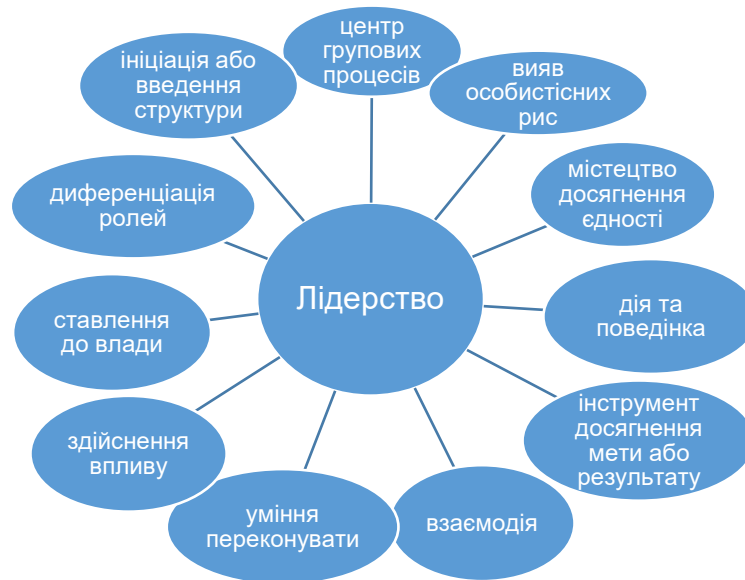 центр
групових
процесів
вияв
особистісних
рис
містецтво
досягнення
єдності
дія та
поведінка
інструмент
досягнення
мети або
результату
взаємодія
уміння
переконувати
здійснення
впливу
ставлення
до влади
диференціація
ролей
ініціація або
введення
структури
Лідерство